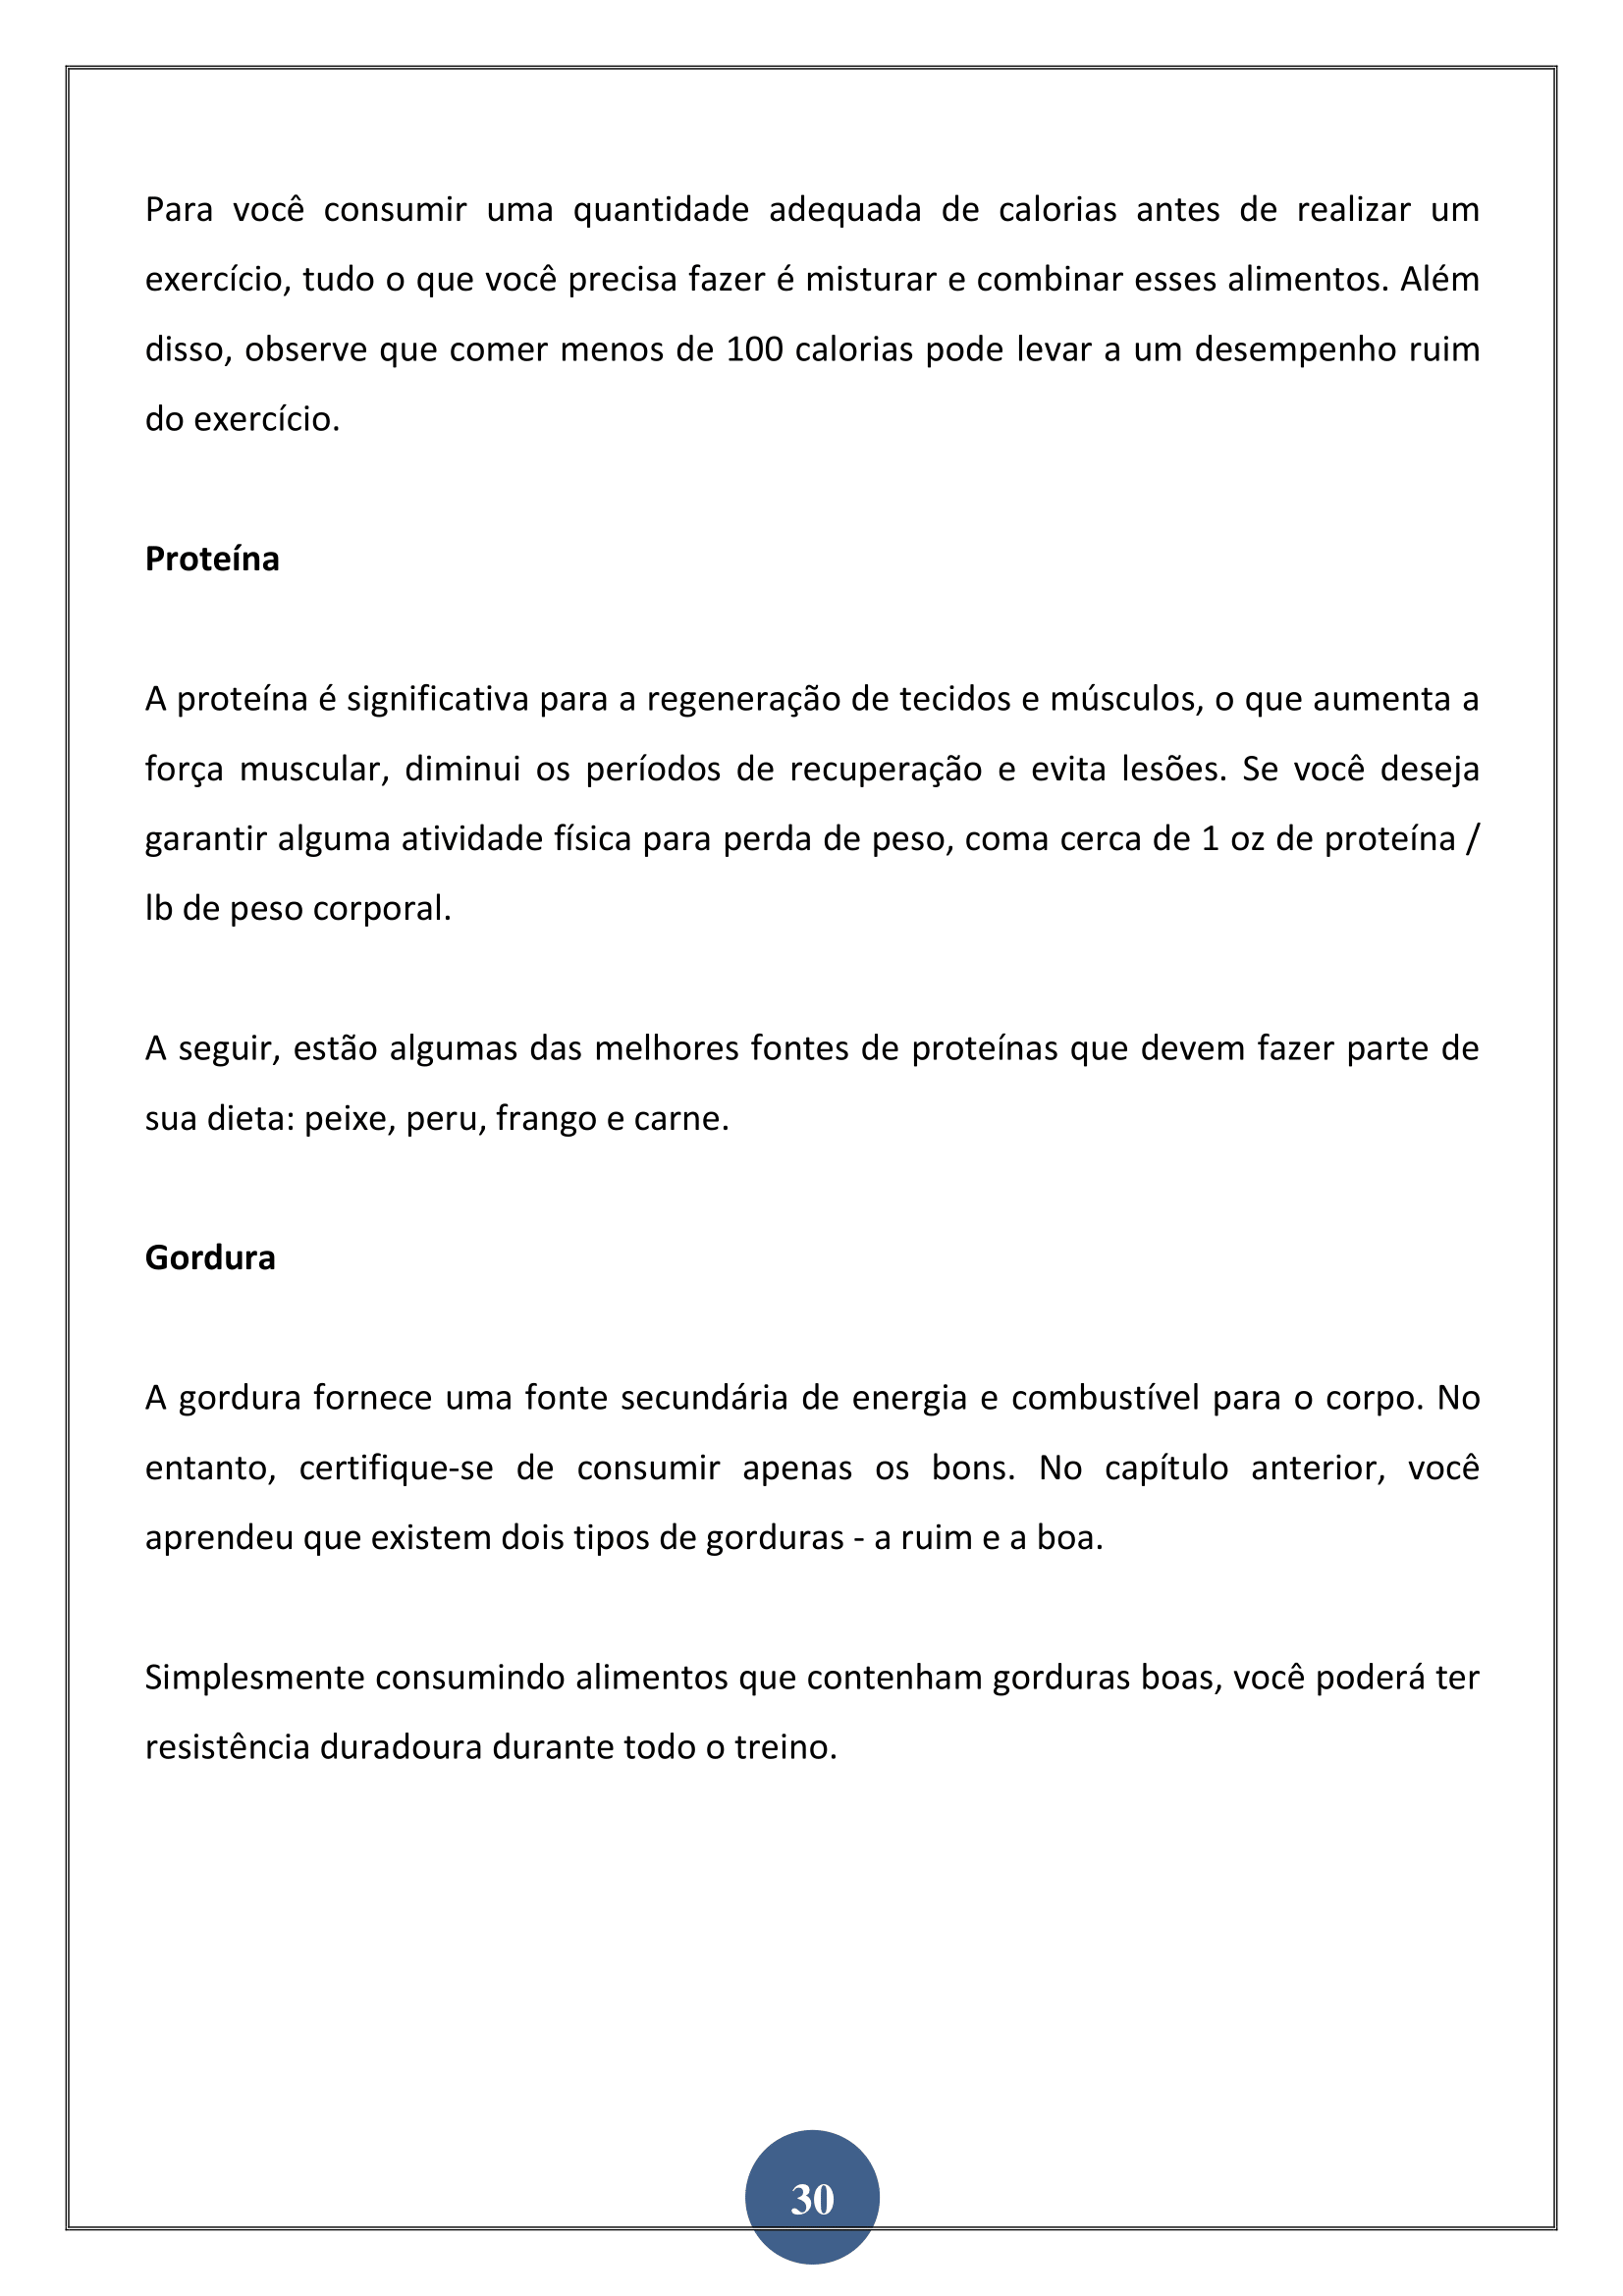 Para você consumir uma quantidade adequada de calorias antes de realizar um
exercício, tudo o que você precisa fazer é misturar e combinar esses alimentos. Além
disso, observe que comer menos de 100 calorias pode levar a um desempenho ruim
do exercício.
Proteína
A proteína é significativa para a regeneração de tecidos e músculos, o que aumenta a
força muscular, diminui os períodos de recuperação e evita lesões. Se você deseja
garantir alguma atividade física para perda de peso, coma cerca de 1 oz de proteína /
lb de peso corporal.
A seguir, estão algumas das melhores fontes de proteínas que devem fazer parte de
sua dieta: peixe, peru, frango e carne.
Gordura
A gordura fornece uma fonte secundária de energia e combustível para o corpo. No
entanto, certifique-se de consumir apenas os bons. No capítulo anterior, você
aprendeu que existem dois tipos de gorduras - a ruim e a boa.
Simplesmente consumindo alimentos que contenham gorduras boas, você poderá ter
resistência duradoura durante todo o treino.
30